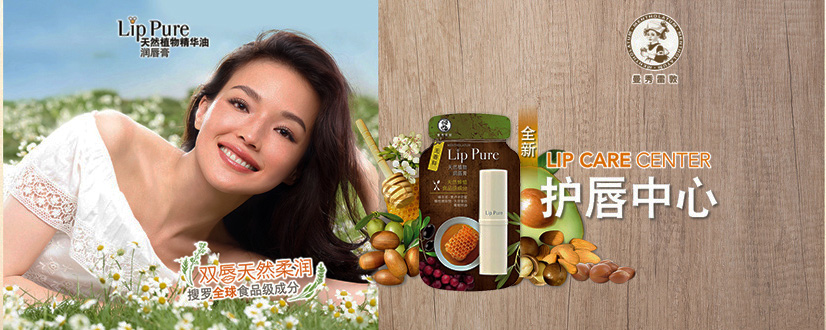 Lip Pure
天然植物精华油
润唇膏
双唇天然柔润
搜罗全球食品级成分
Lip Pure
天然植物
润唇膏
Lip Pure
全新
LIP CARE CENTER
护唇中心
曼秀雷敦